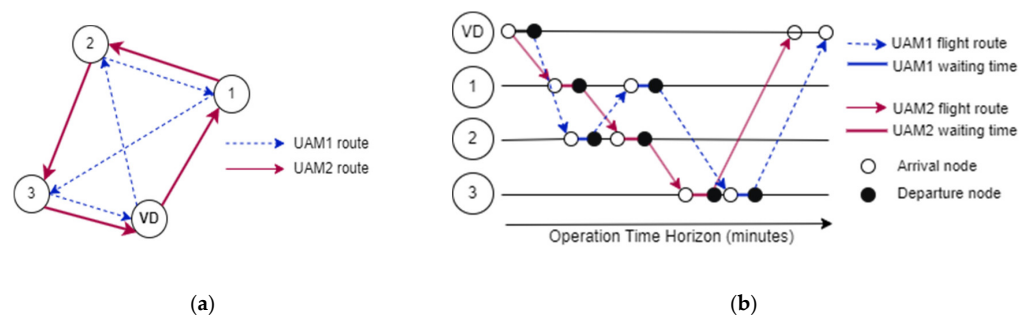 2
1
3
VD
UAM1 route
UAM2 route
VD
1
2
3
Operation Time Horizon (minutes)
UAM1 flight route
UAM1 waiting time
UAM2 flight route
UAM2 waiting time
Arrival node
Departure node
(a)
(b)